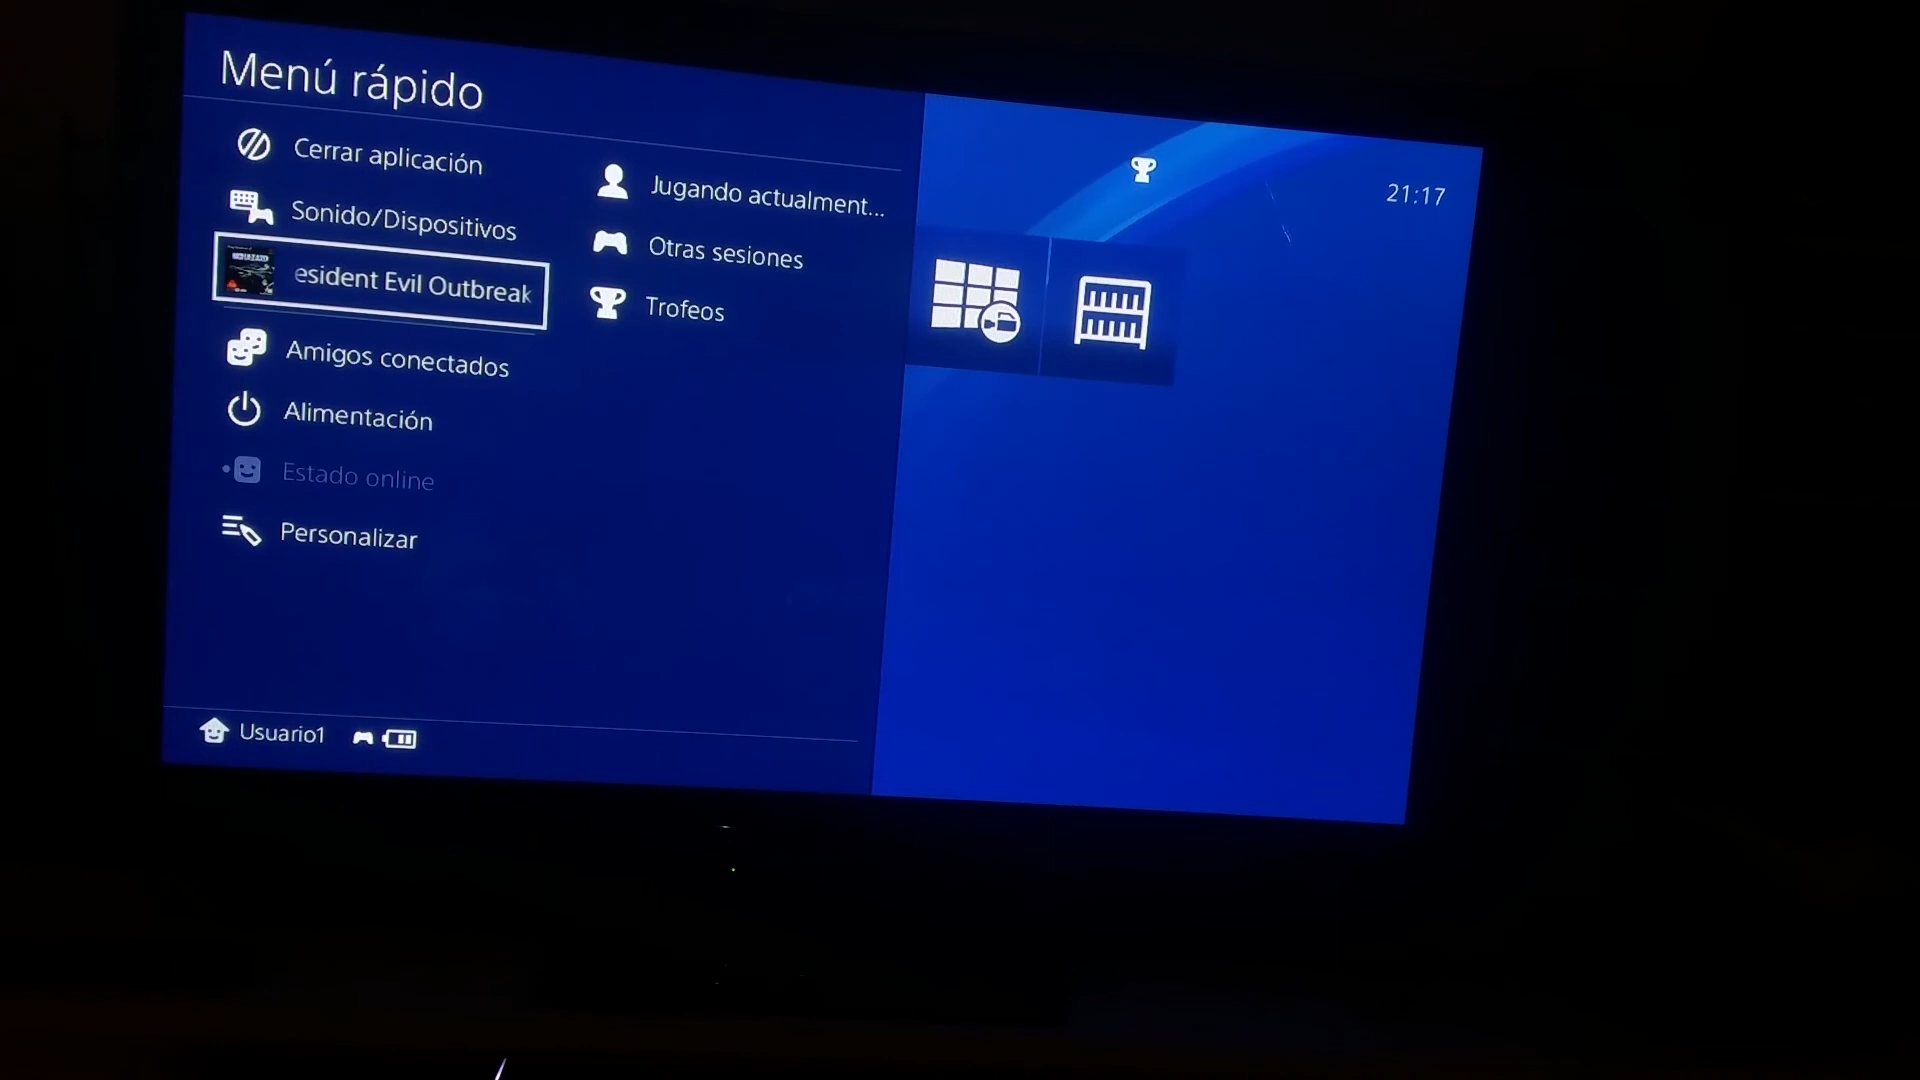 Menú rápido
Cerrar aplicación
Sonido/Dispositivos
esident Evil Outbreak
Amigos conectados
Alimentación
Estado online
Personalizar
Jugando actualment...
Otras sesiones
Trofeos
21:17
Usuario1
BIOHAZARD